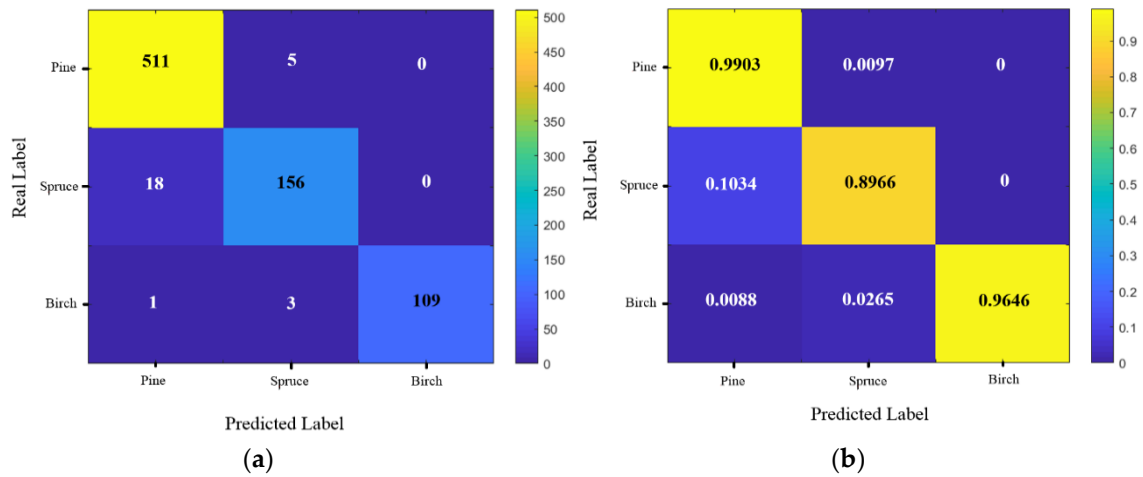 500
450
400
350
300
250
200
150
100
50
0
Real Label
Pine
511 5 0
Spruce
18 156 0
Birch
1 3 109
Pine Spruce Birch
Predicted Label
(a)
0.9
0.8
0.7
0.6
0.5
0.4
0.3
0.2
0.1
0
Real Label
Pine
0.9903 0.0097 0
Spruce
0.1034 0.8966 0
Birch
0.0088 0.0265 0.9646
Pine Spruce Birch
Predicted Label
(b)